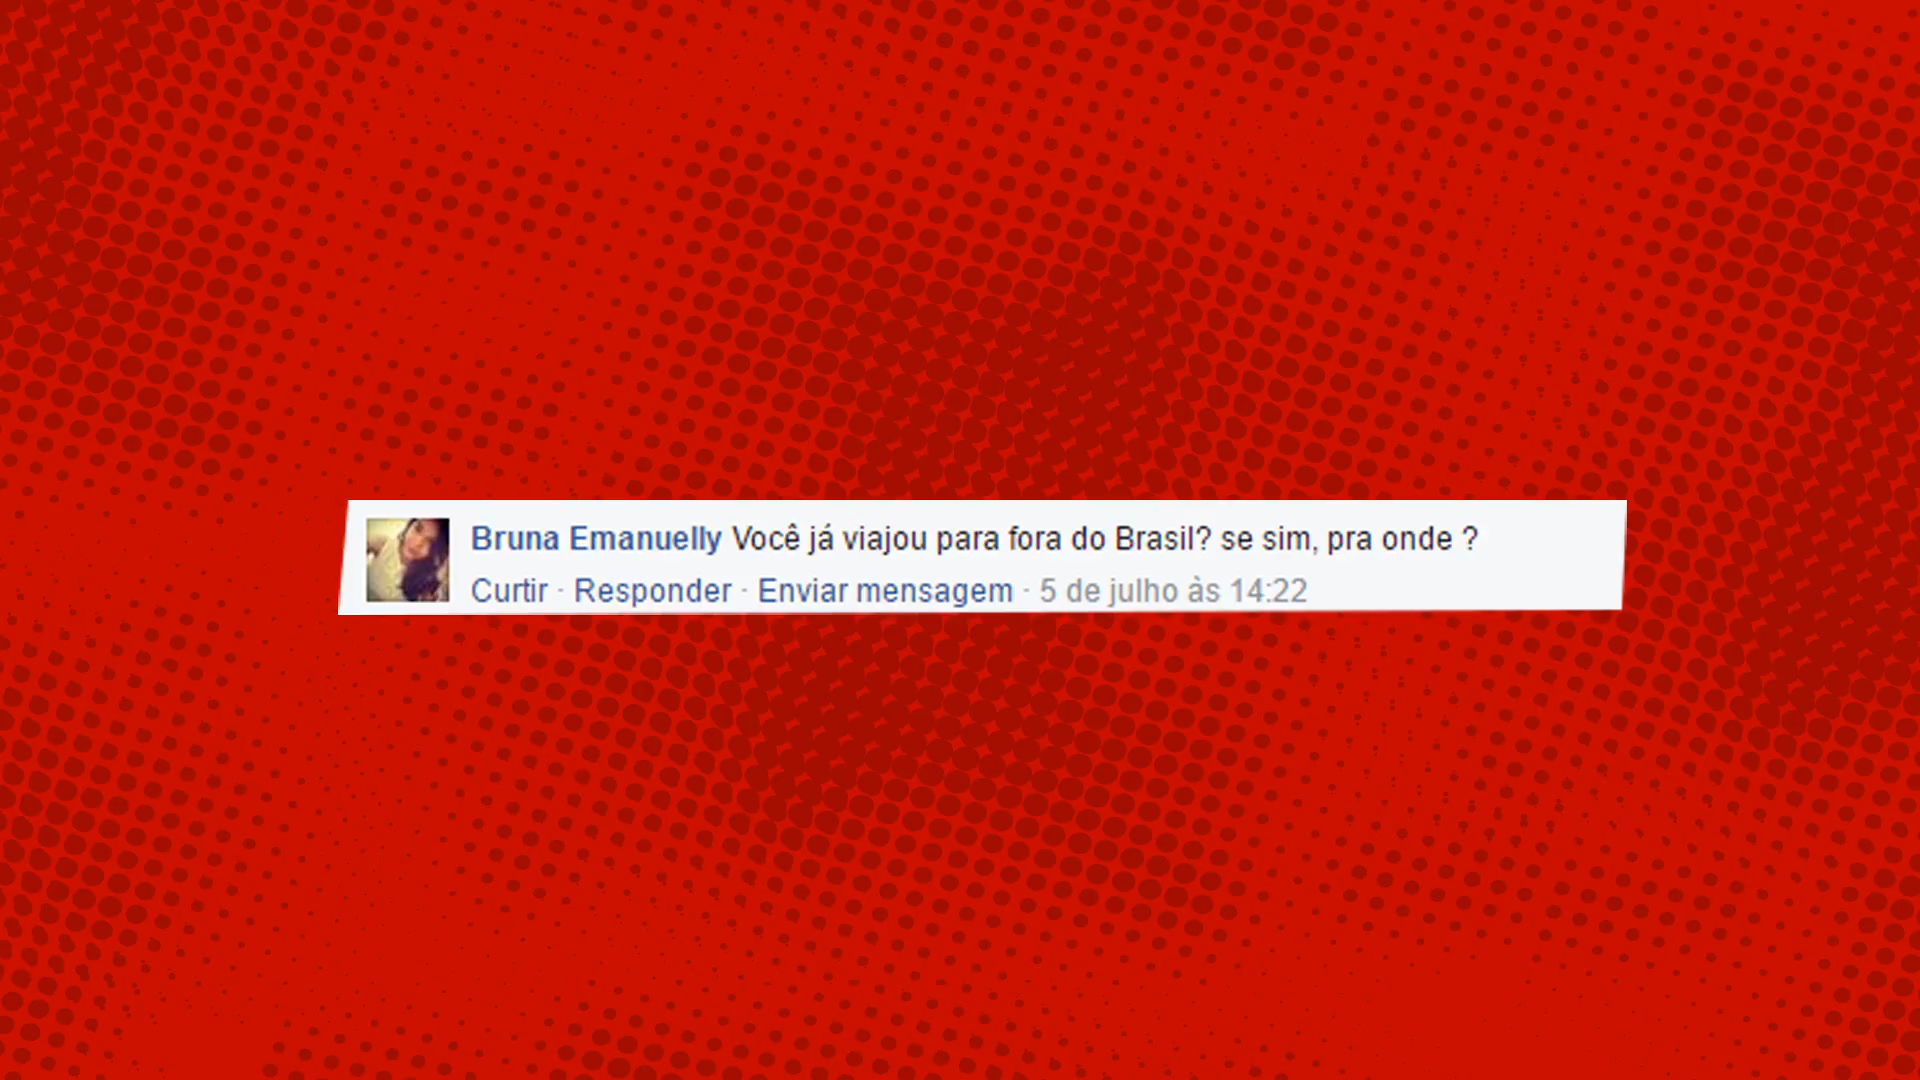 Bruna Emanuelly Você já viajou para fora do Brasil? se sim, pra onde ?
Curtir · Responder · Enviar mensagem · 5 de julho às 14:22